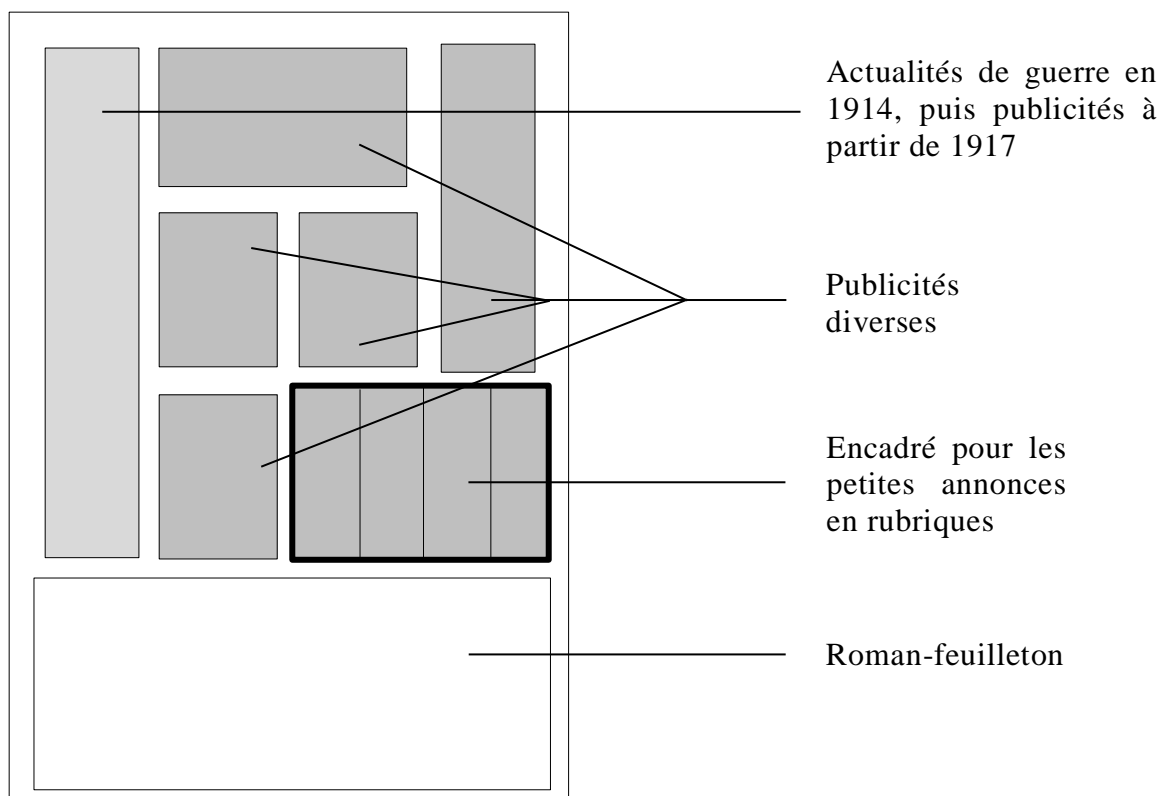 Actualités de guerre en
1914, puis publicités à
partir de 1917
Publicités
diverses
Encadré pour les
petites annonces
en rubriques
Roman-feuilleton